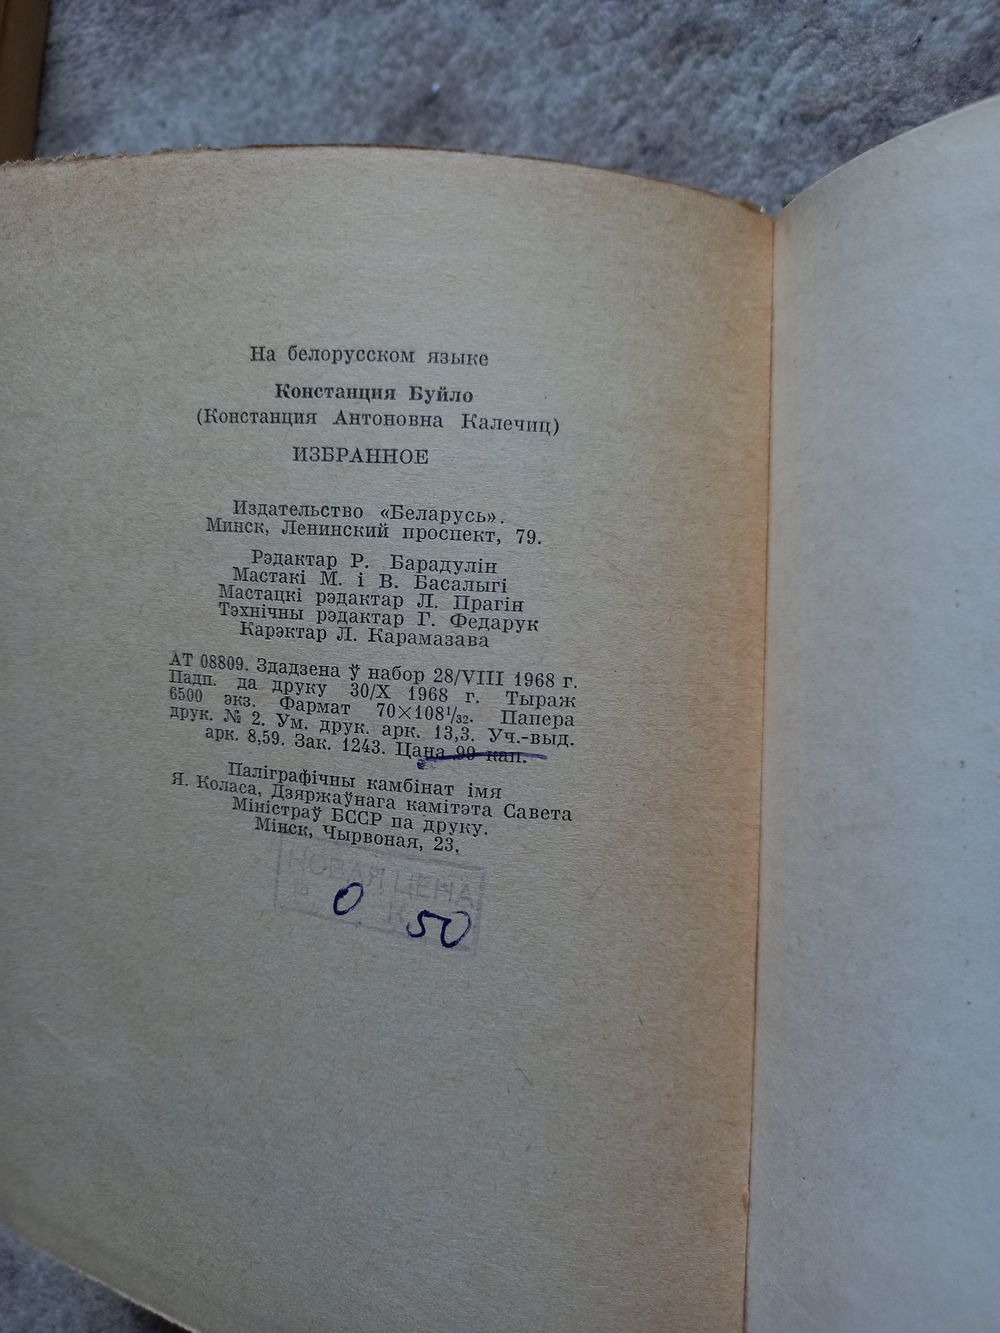 На белорусском языке
Констанция Буйло
(Констанция Антоновна Калечиц)
ИЗБРАННОЕ
Издательство «Беларусь».
Минск, Ленинский проспект, 79.
Рэдактар Р. Барадулін
Мастакі М. і В. Басалыгі
Мастацкі рэдактар Л. Прагін
Тэхнічны рэдактар Г. Федарук
Карэктар Л. Карамазава
АТ 08809. Здадзена ў набор 28/VIII 1968 г.
Падп. да друку 30/X 1968 г. Тыраж
6500 экз. Фармат 70×108¹/₃₂. Папера
друк. № 2. Ум. друк. арк. 13,3. Уч.-выд.
арк. 8,59. Зак. 1243. Цана 99 кап.
Паліграфічны камбінат імя
Я. Коласа, Дзяржаўнага камітэта Савета
Міністраў БССР па друку.
Мінск, Чырвоная, 23.
НОВАЯ ЦЕНА
Р. 0 К. 50